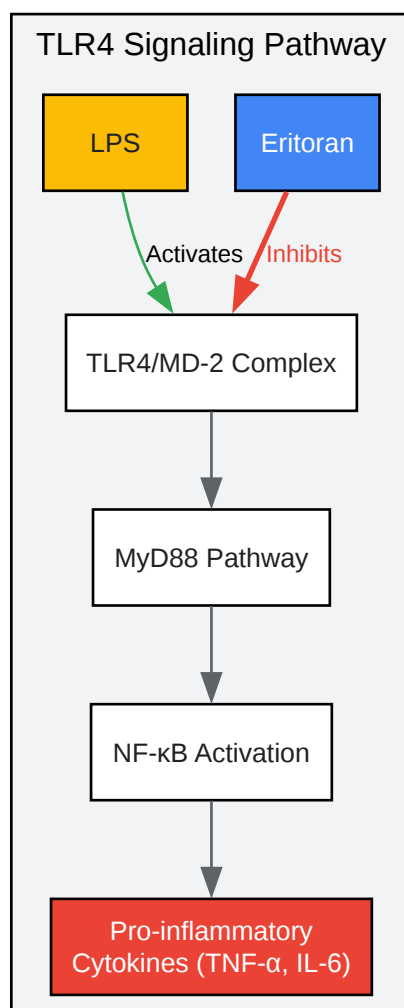 TLR4 Signaling Pathway
LPS
Eritoran
Activates
Inhibits
TLR4/MD-2 Complex
MyD88 Pathway
NF-κB Activation
Pro-inflammatory
Cytokines (TNF-α, IL-6)